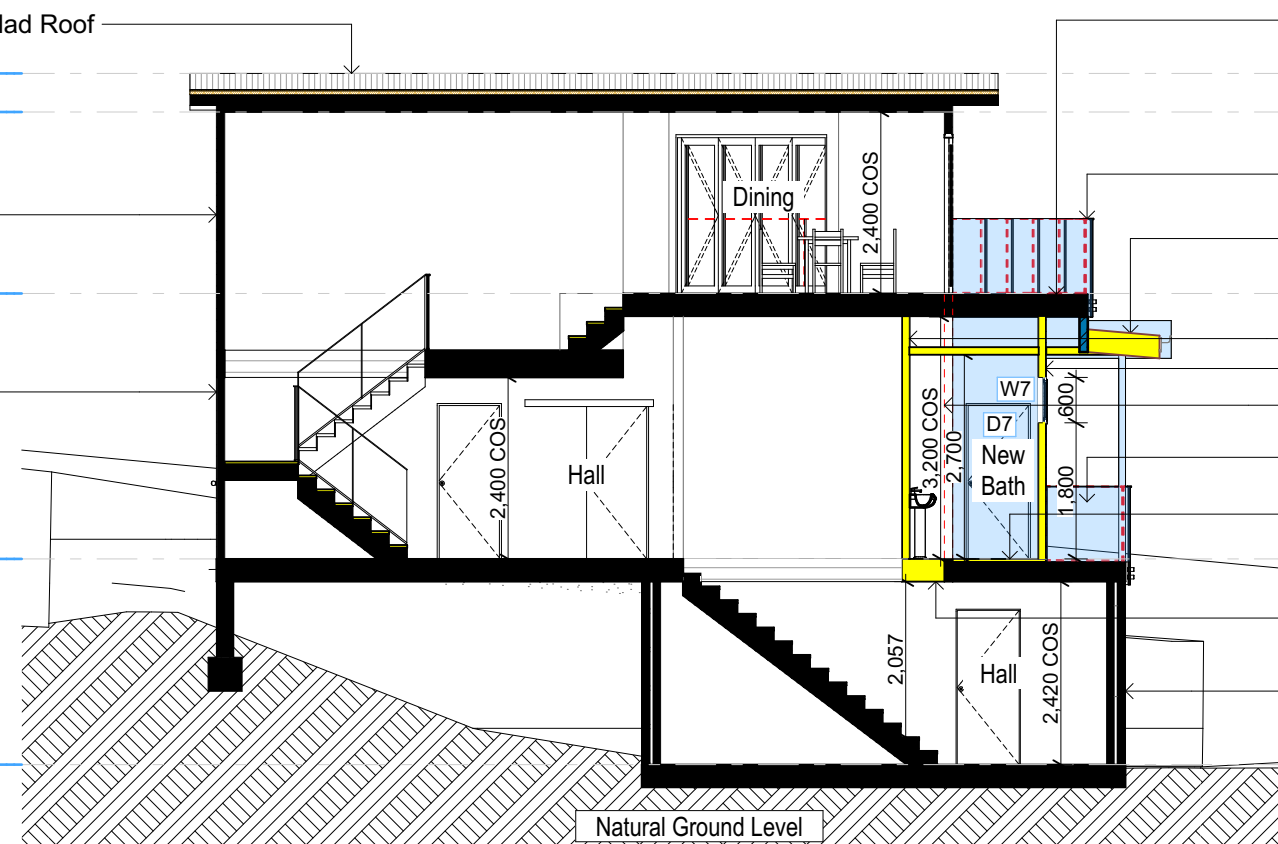 lad Roof
Dining
2,400 COS
W7
600
D7
3,200 COS
2,700
New
Bath
1,800
2,400 COS
Hall
2,057
Hall
2,420 COS
Natural Ground Level